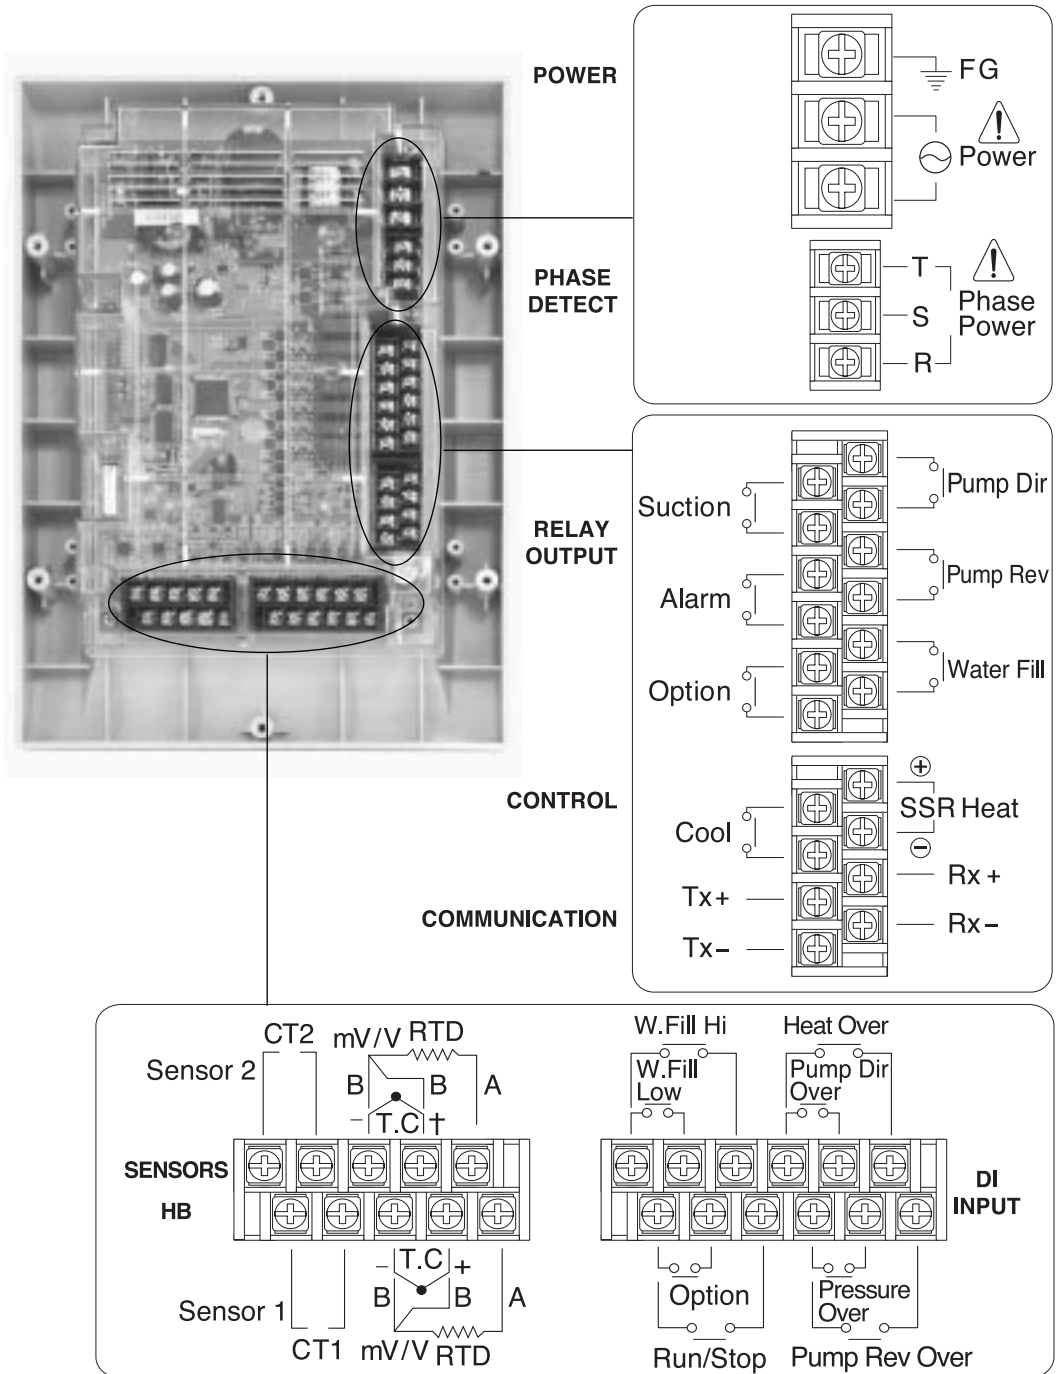 POWER
FG
Power
PHASE
DETECT
T
S
R
Phase
Power
RELAY
OUTPUT
Suction
Pump Dir
Alarm
Pump Rev
Option
Water Fill
CONTROL
Cool
+
SSR Heat
−
COMMUNICATION
Tx+
Rx+
Tx−
Rx−
Sensor 2
CT2
mV/V
RTD
B
B
A
−
T.C
†
SENSORS
HB
−
T.C
+
B
B
A
Sensor 1
CT1
mV/V
RTD
W.Fill Hi
Heat Over
W.Fill
Low
Pump Dir
Over
DI
INPUT
Option
Pressure
Over
Run/Stop
Pump Rev Over